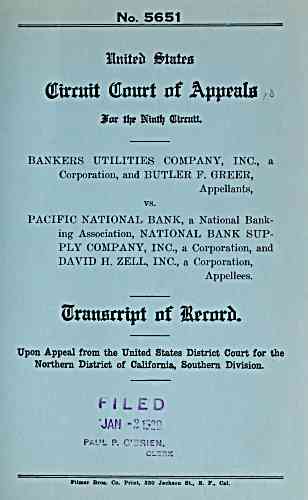 No. 5651
United States
Circuit Court of Appeals
For the Ninth Circuit.
BANKERS UTILITIES COMPANY, INC., a
Corporation, and BUTLER F. GREER,
Appellants,
vs.
PACIFIC NATIONAL BANK, a National Bank-
ing Association, NATIONAL BANK SUP-
PLY COMPANY, INC., a Corporation, and
DAVID H. ZELL, INC., a Corporation,
Appellees.
Transcript of Record.
Upon Appeal from the United States District Court for the
Northern District of California, Southern Division.
FILED
JAN -3
PAUL P. O'BRIEN,
CLERK
Filmer Bros. Co. Print, 330 Jackson St., S. F., Cal.